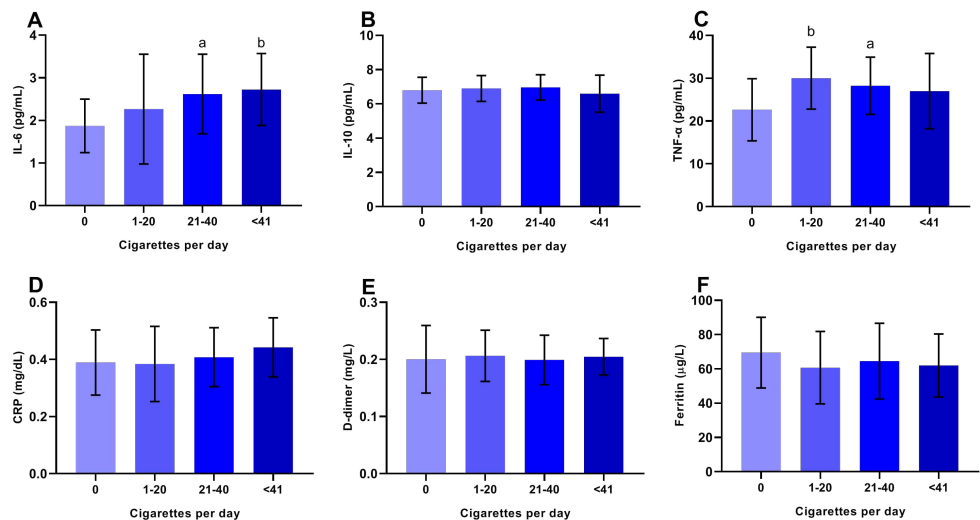 A
IL-6 (pg/mL)
4
3
2
1
0
a
b
0 1-20 21-40 <41
Cigarettes per day
B
IL-10 (pg/mL)
10
8
6
4
2
0
0 1-20 21-40 <41
Cigarettes per day
C
TNF-α (pg/mL)
40
30
20
10
0
b
a
0 1-20 21-40 <41
Cigarettes per day
D
CRP (mg/dL)
0.6
0.4
0.2
0.0
0 1-20 21-40 <41
Cigarettes per day
E
D-dimer (mg/L)
0.3
0.2
0.1
0.0
0 1-20 21-40 <41
Cigarettes per day
F
Ferritin (µg/L)
100
80
60
40
20
0
0 1-20 21-40 <41
Cigarettes per day